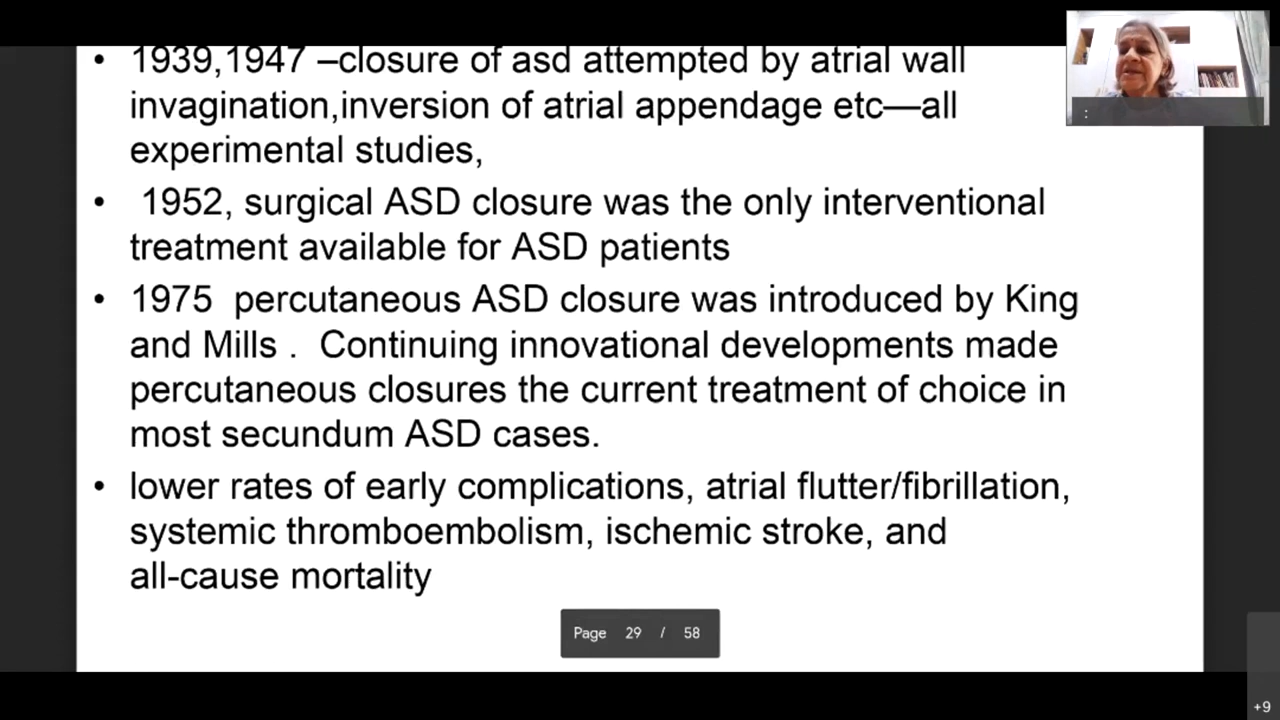 • 1939,1947 –closure of asd attempted by atrial wall
invagination,inversion of atrial appendage etc—all
experimental studies,
• 1952, surgical ASD closure was the only interventional
treatment available for ASD patients
• 1975 percutaneous ASD closure was introduced by King
and Mills . Continuing innovational developments made
percutaneous closures the current treatment of choice in
most secundum ASD cases.
• lower rates of early complications, atrial flutter/fibrillation,
systemic thromboembolism, ischemic stroke, and
all-cause mortality
Page 29 / 58
:
+9